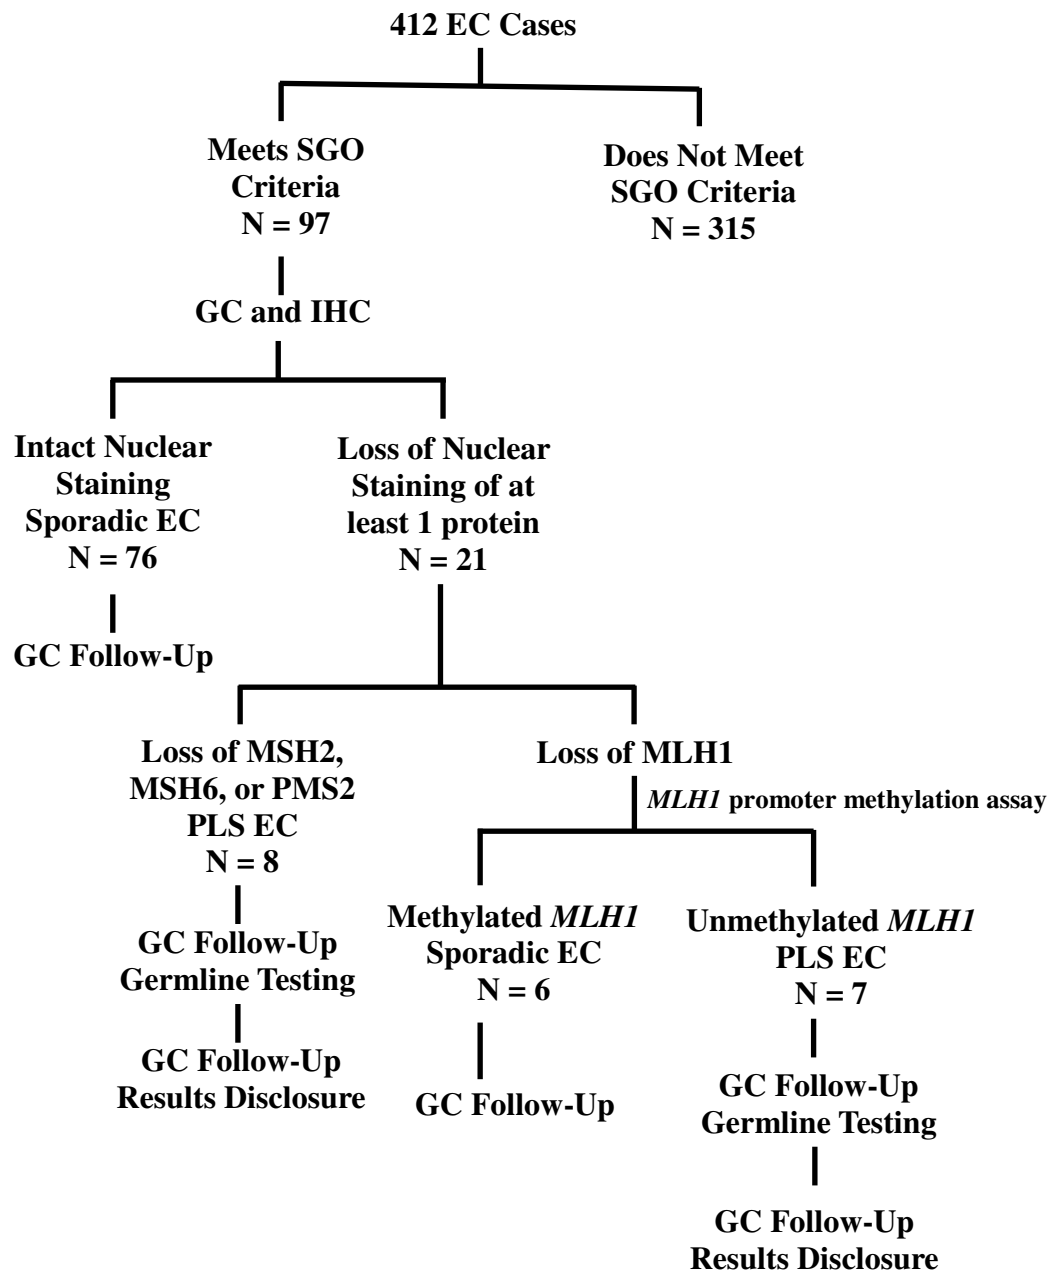 412 EC Cases
Meets SGO
Criteria
N = 97
Does Not Meet
SGO Criteria
N = 315
GC and IHC
Intact Nuclear
Staining
Sporadic EC
N = 76
GC Follow-Up
Loss of Nuclear
Staining of at
least 1 protein
N = 21
Loss of MSH2,
MSH6, or PMS2
PLS EC
N = 8
GC Follow-Up
Germline Testing
GC Follow-Up
Results Disclosure
Loss of MLH1
MLH1 promoter methylation assay
Methylated MLH1
Sporadic EC
N = 6
GC Follow-Up
Unmethylated MLH1
PLS EC
N = 7
GC Follow-Up
Germline Testing
GC Follow-Up
Results Disclosure